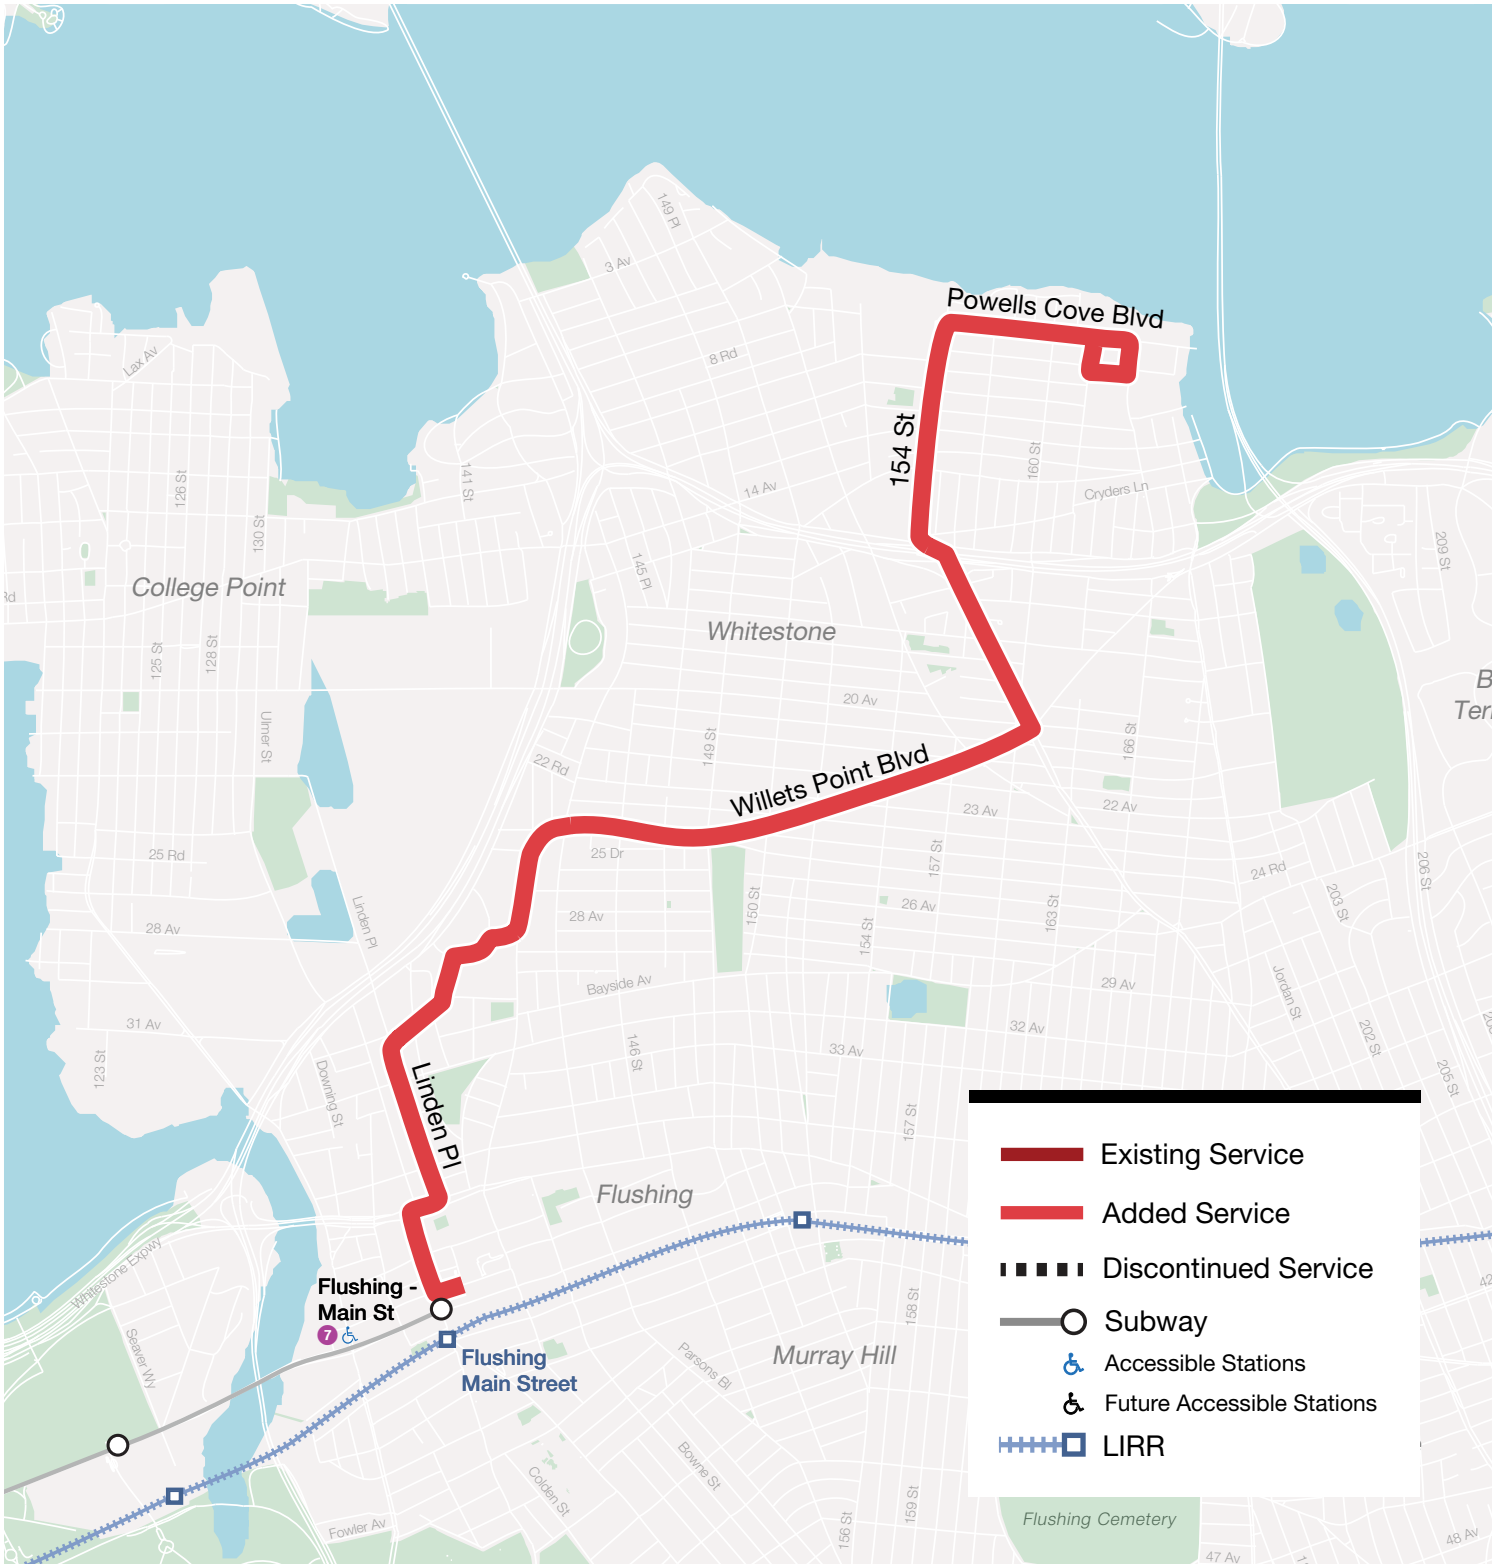 149 Pl
3 Av
Powells Cove Blvd
8 Rd
Lax Av
154 St
160 St
126 St
141 St
14 Av
Cryders Ln
130 St
209 St
145 Pl
College Point
Whitestone
125 St
128 St
B
20 Av
Ulmer St
149 St
166 St
22 Rd
Willets Point Blvd
23 Av
22 Av
25 Rd
25 Dr
157 St
24 Rd
206 St
203 St
150 St
26 Av
163 St
28 Av
28 Av
Linden Pl
154 St
Bayside Av
29 Av
Jordan St
31 Av
32 Av
202 St
33 Av
146 St
123 St
Downing St
Linden Pl
205 St
157 St
Existing Service
Flushing
Added Service
Whitestone Expwy
Discontinued Service
Flushing -
Main St
7
158 St
Subway
Seaver Wy
Flushing
Main Street
Parsons Bl
Murray Hill
Accessible Stations
Future Accessible Stations
LIRR
Bowne St
Colden St
159 St
156 St
Fowler Av
Flushing Cemetery
48 Av
47 Av